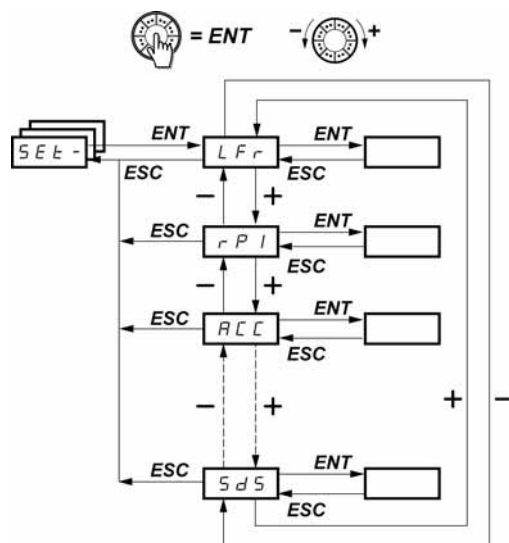 = ENT
- +
ENT
ENT
SEt -
LFr
ESC
ESC
- +
ESC
ENT
rPI
ESC
- +
ESC
ENT
ACC
ESC
- +
+ -
ESC
ENT
SdS
ESC